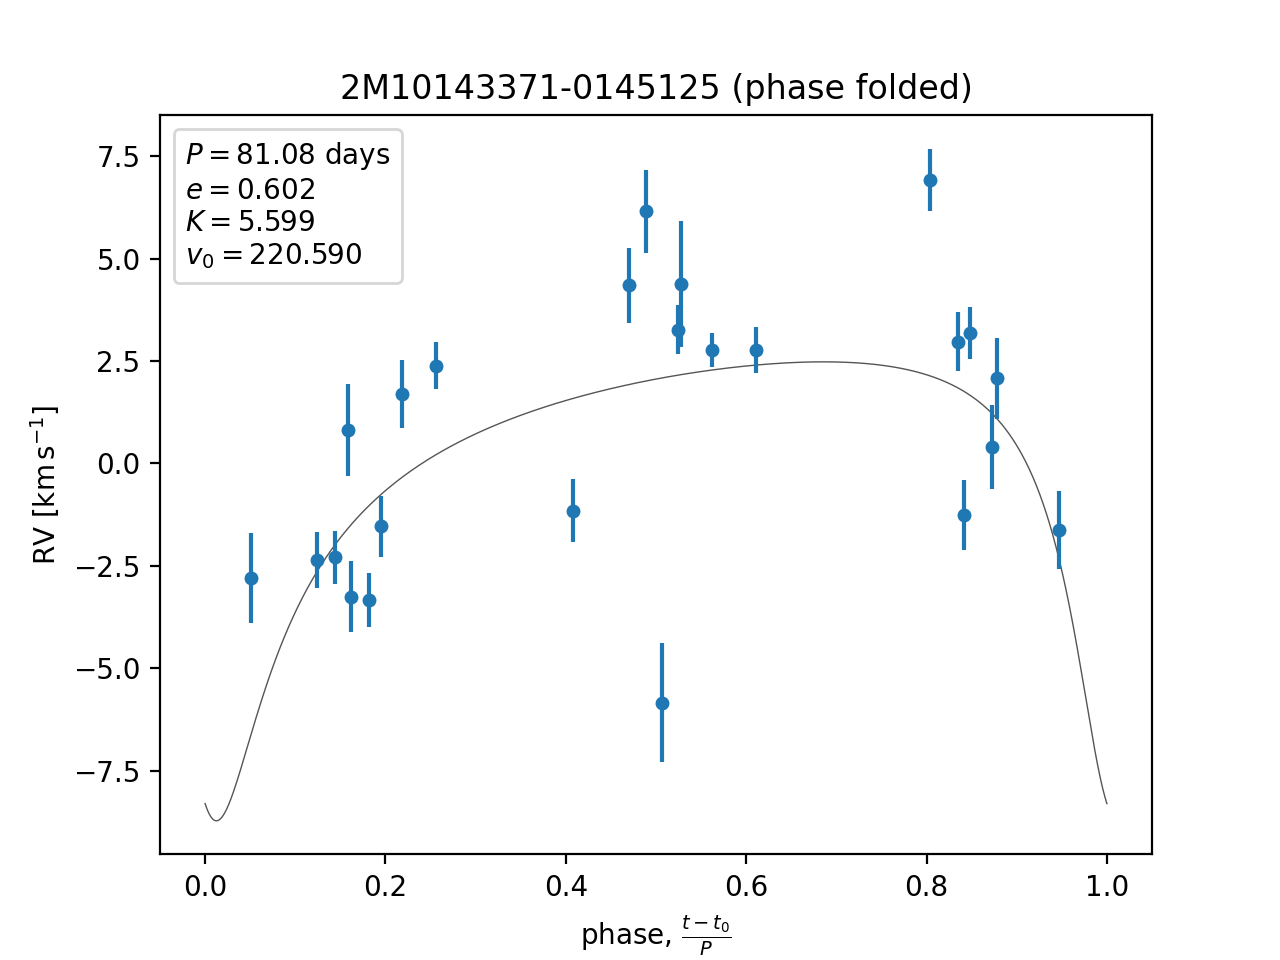 2M10143371-0145125 (phase folded)
P = 81.08 days
e = 0.602
K = 5.599
v₀ = 220.590
7.5
5.0
2.5
0.0
−2.5
−5.0
−7.5
RV [km s⁻¹]
0.0 0.2 0.4 0.6 0.8 1.0
phase, (t − t₀)/P